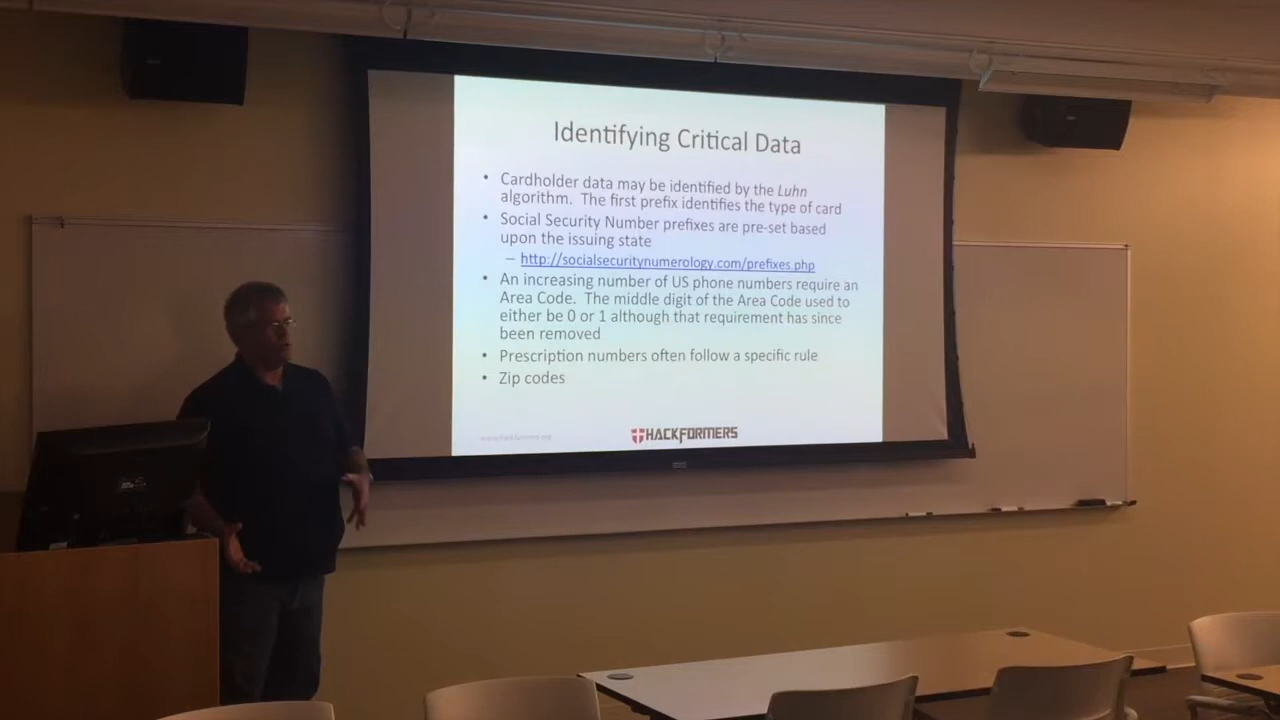 Identifying Critical Data
• Cardholder data may be identified by the Luhn
algorithm. The first prefix identifies the type of card
• Social Security Number prefixes are pre-set based
upon the issuing state
– http://socialsecuritynumerology.com/prefixes.php
• An increasing number of US phone numbers require an
Area Code. The middle digit of the Area Code used to
either be 0 or 1 although that requirement has since
been removed
• Prescription numbers often follow a specific rule
• Zip codes
www.hackformers.org
HACKFORMERS